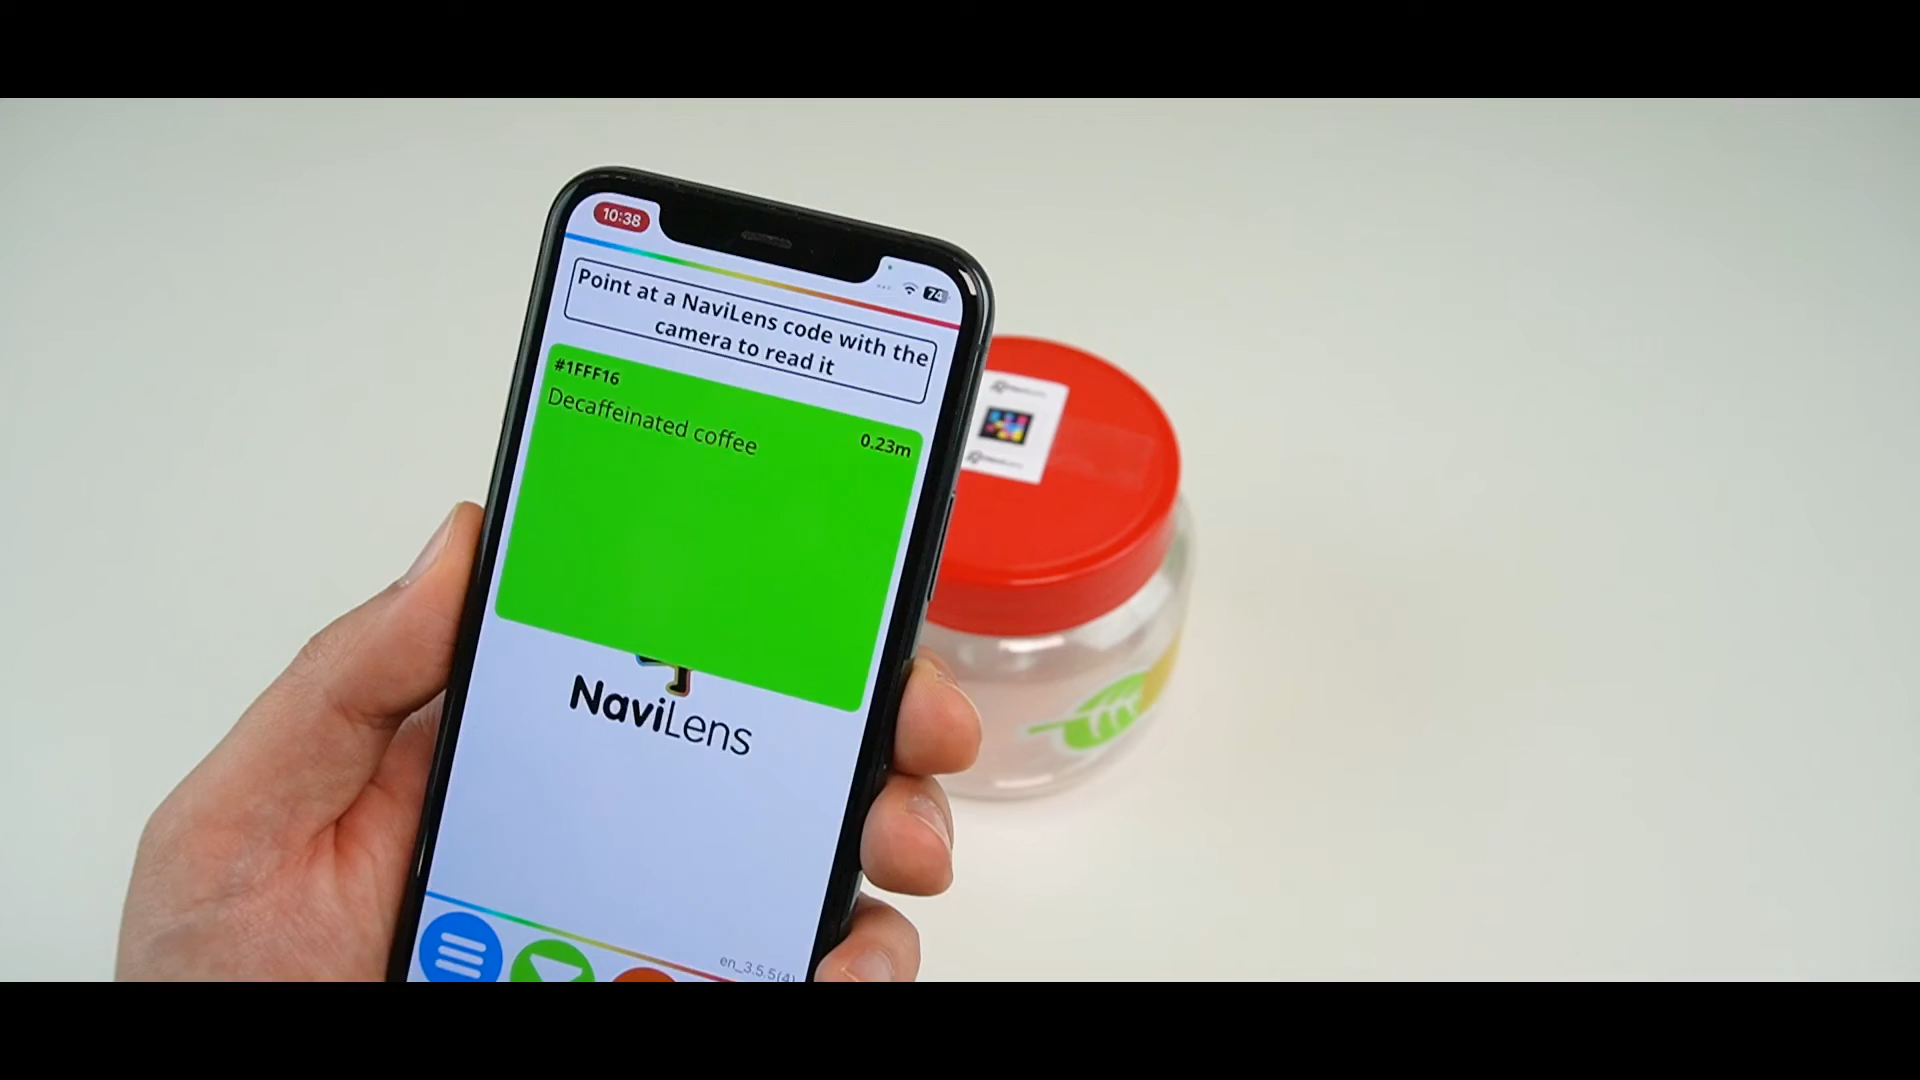 10:38
74
Point at a NaviLens code with the
camera to read it
#1FFF16
Decaffeinated coffee
0.23m
NaviLens
en_3.5.5(4)